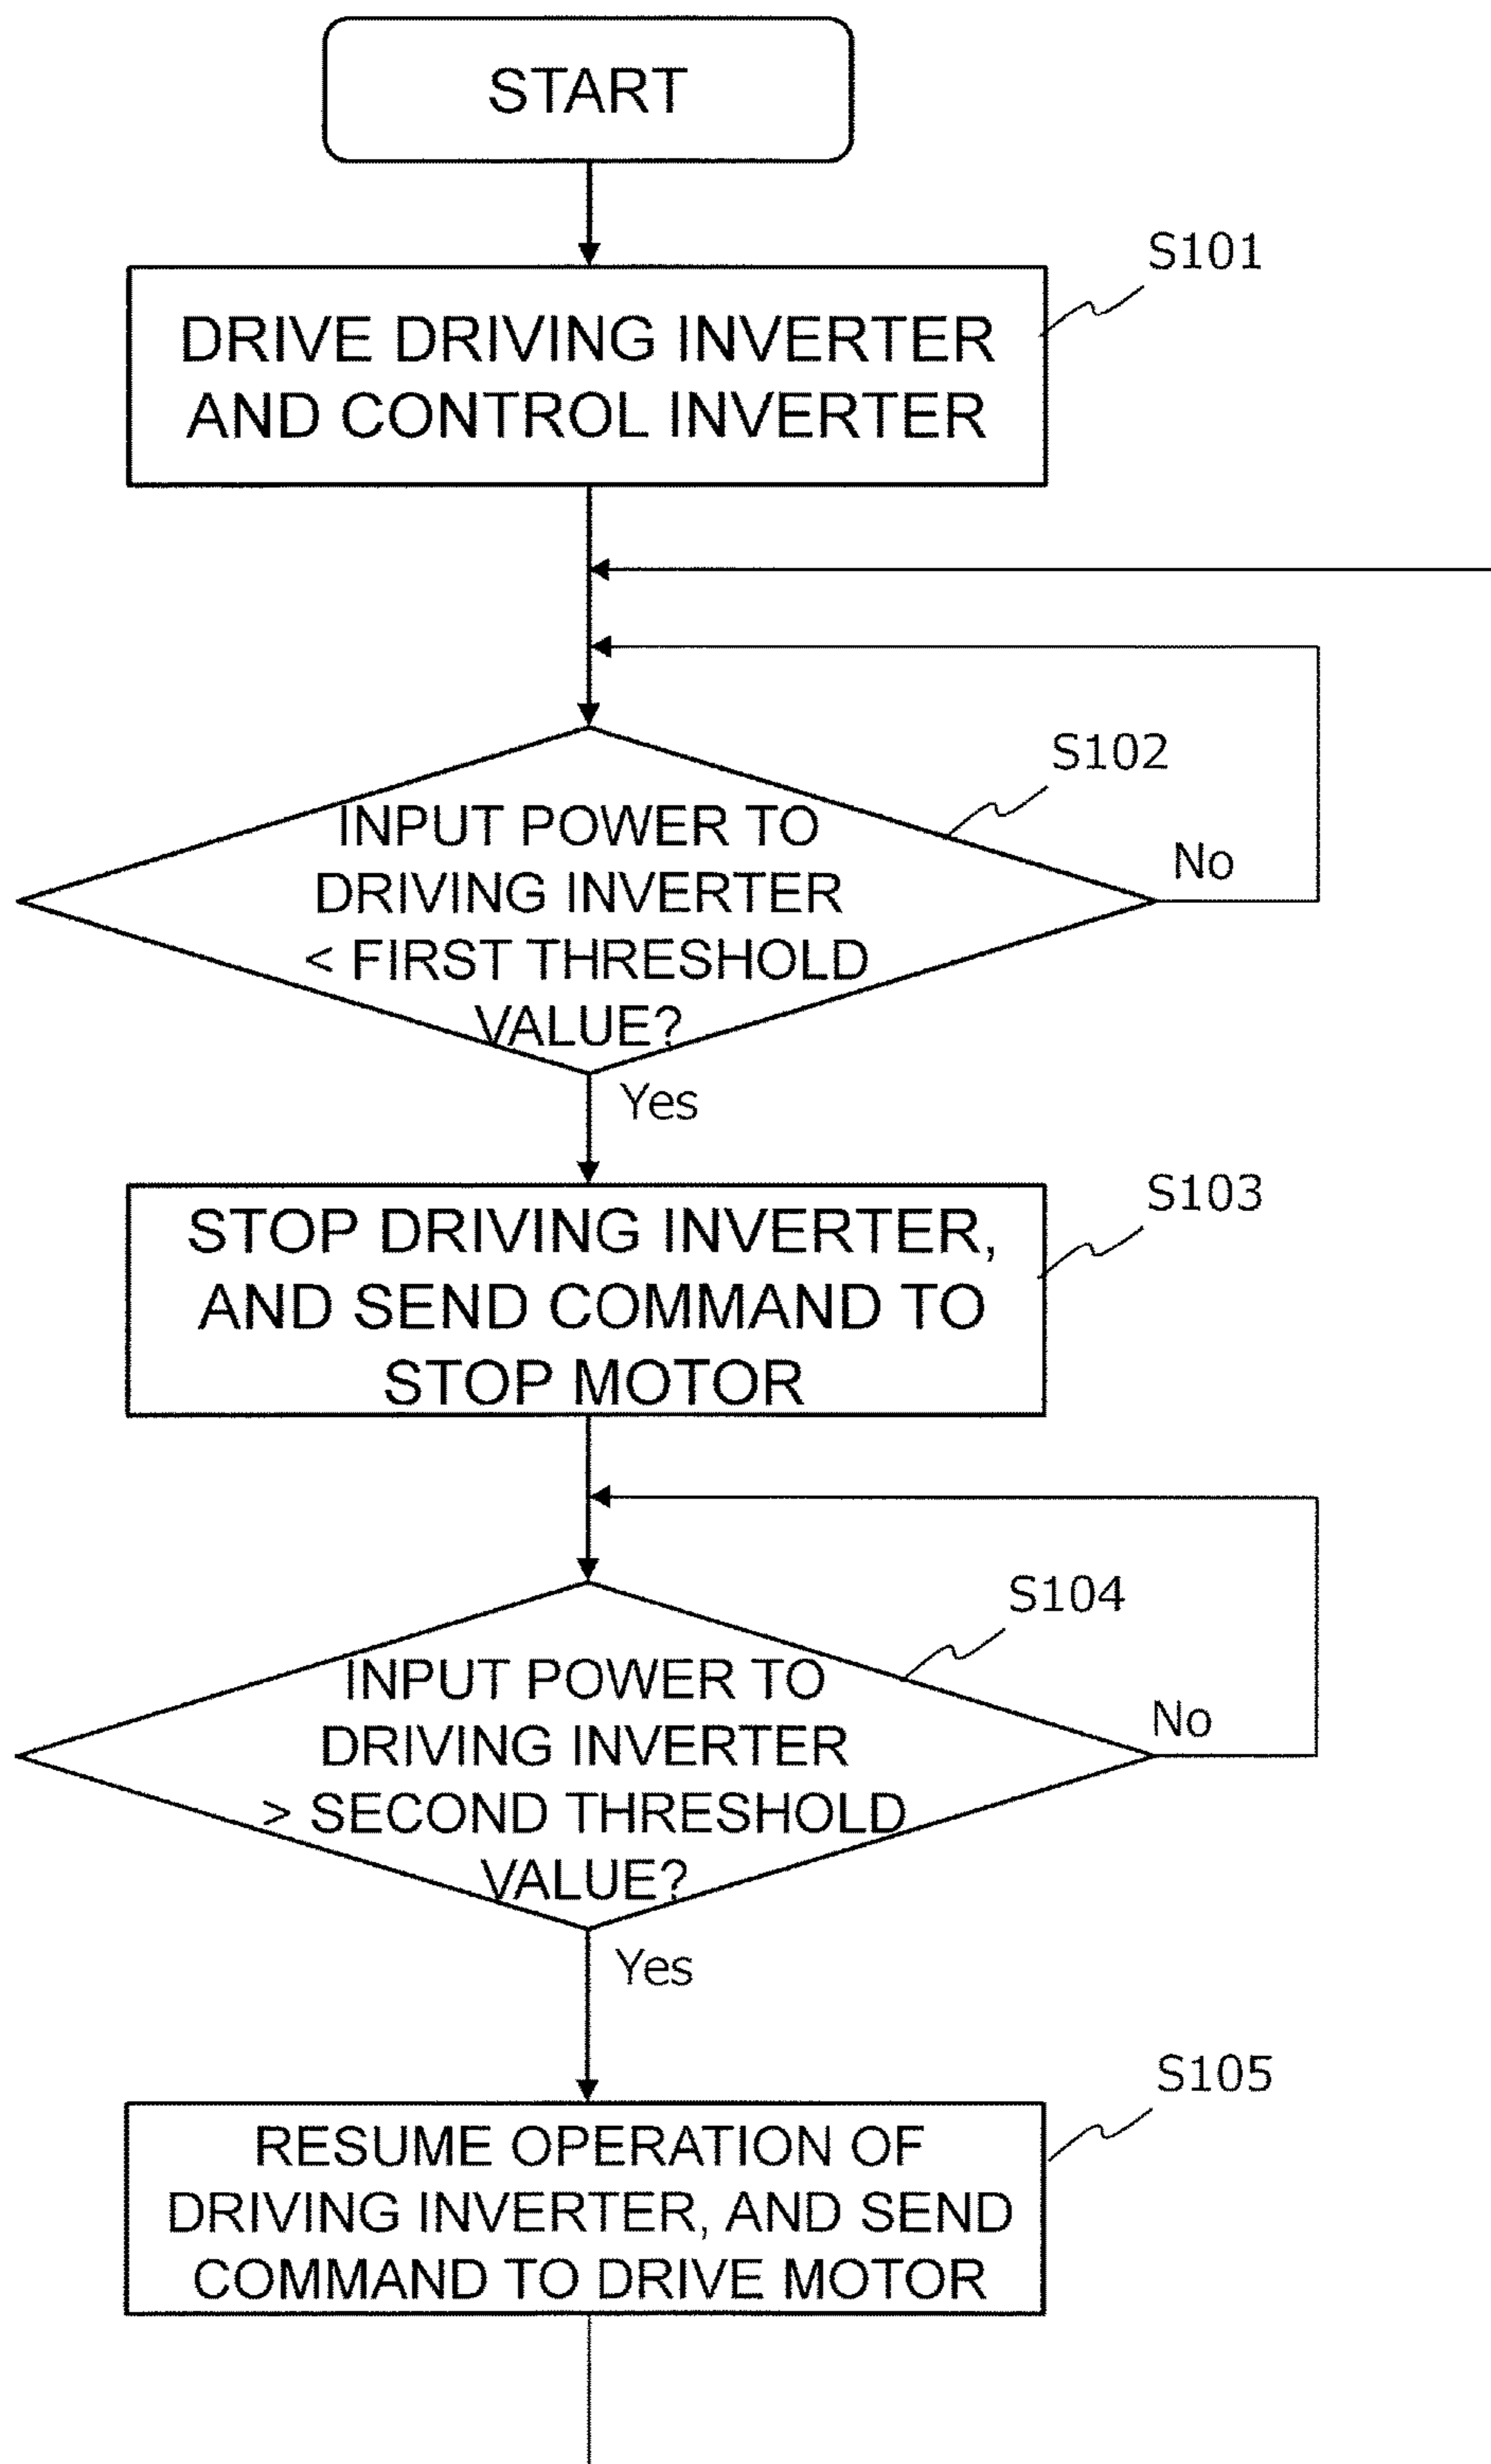 START
S101
DRIVE DRIVING INVERTER
AND CONTROL INVERTER
S102
INPUT POWER TO
DRIVING INVERTER
< FIRST THRESHOLD
VALUE?
No
Yes
S103
STOP DRIVING INVERTER,
AND SEND COMMAND TO
STOP MOTOR
S104
INPUT POWER TO
DRIVING INVERTER
> SECOND THRESHOLD
VALUE?
No
Yes
S105
RESUME OPERATION OF
DRIVING INVERTER, AND SEND
COMMAND TO DRIVE MOTOR